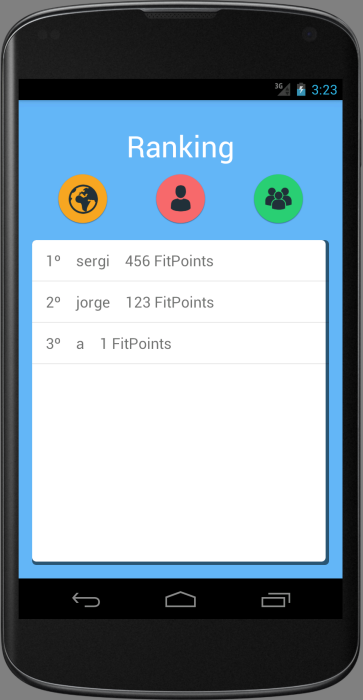 3G 3:23
Ranking
1º sergi 456 FitPoints
2º jorge 123 FitPoints
3º a 1 FitPoints